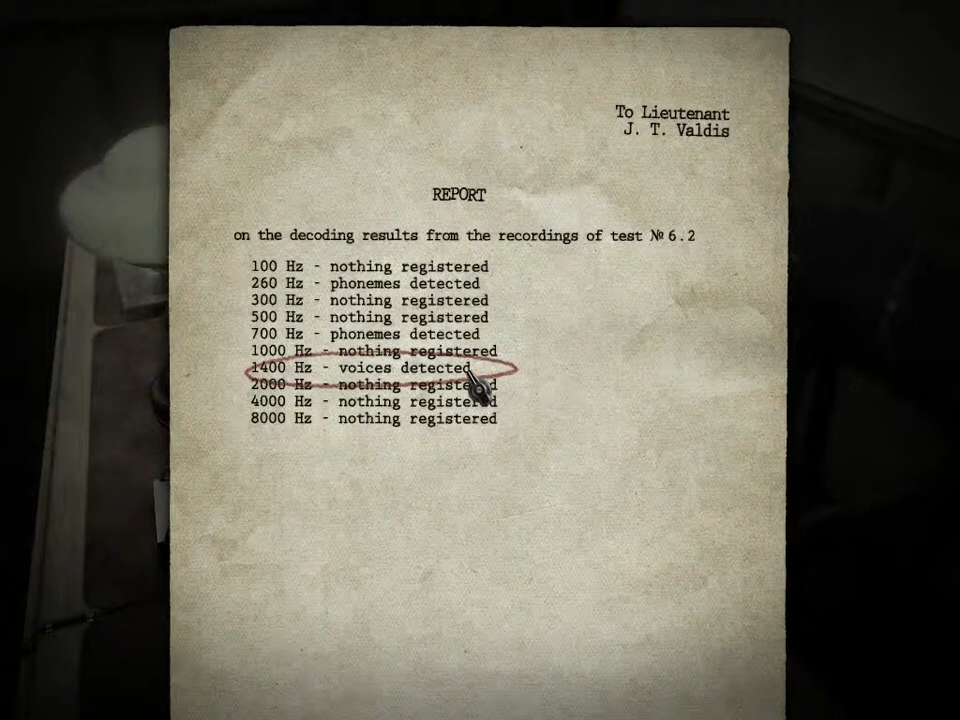 To Lieutenant
J. T. Valdis
REPORT
on the decoding results from the recordings of test № 6.2
100 Hz - nothing registered
260 Hz - phonemes detected
300 Hz - nothing registered
500 Hz - nothing registered
700 Hz - phonemes detected
1000 Hz - nothing registered
1400 Hz - voices detected
2000 Hz - nothing registered
4000 Hz - nothing registered
8000 Hz - nothing registered